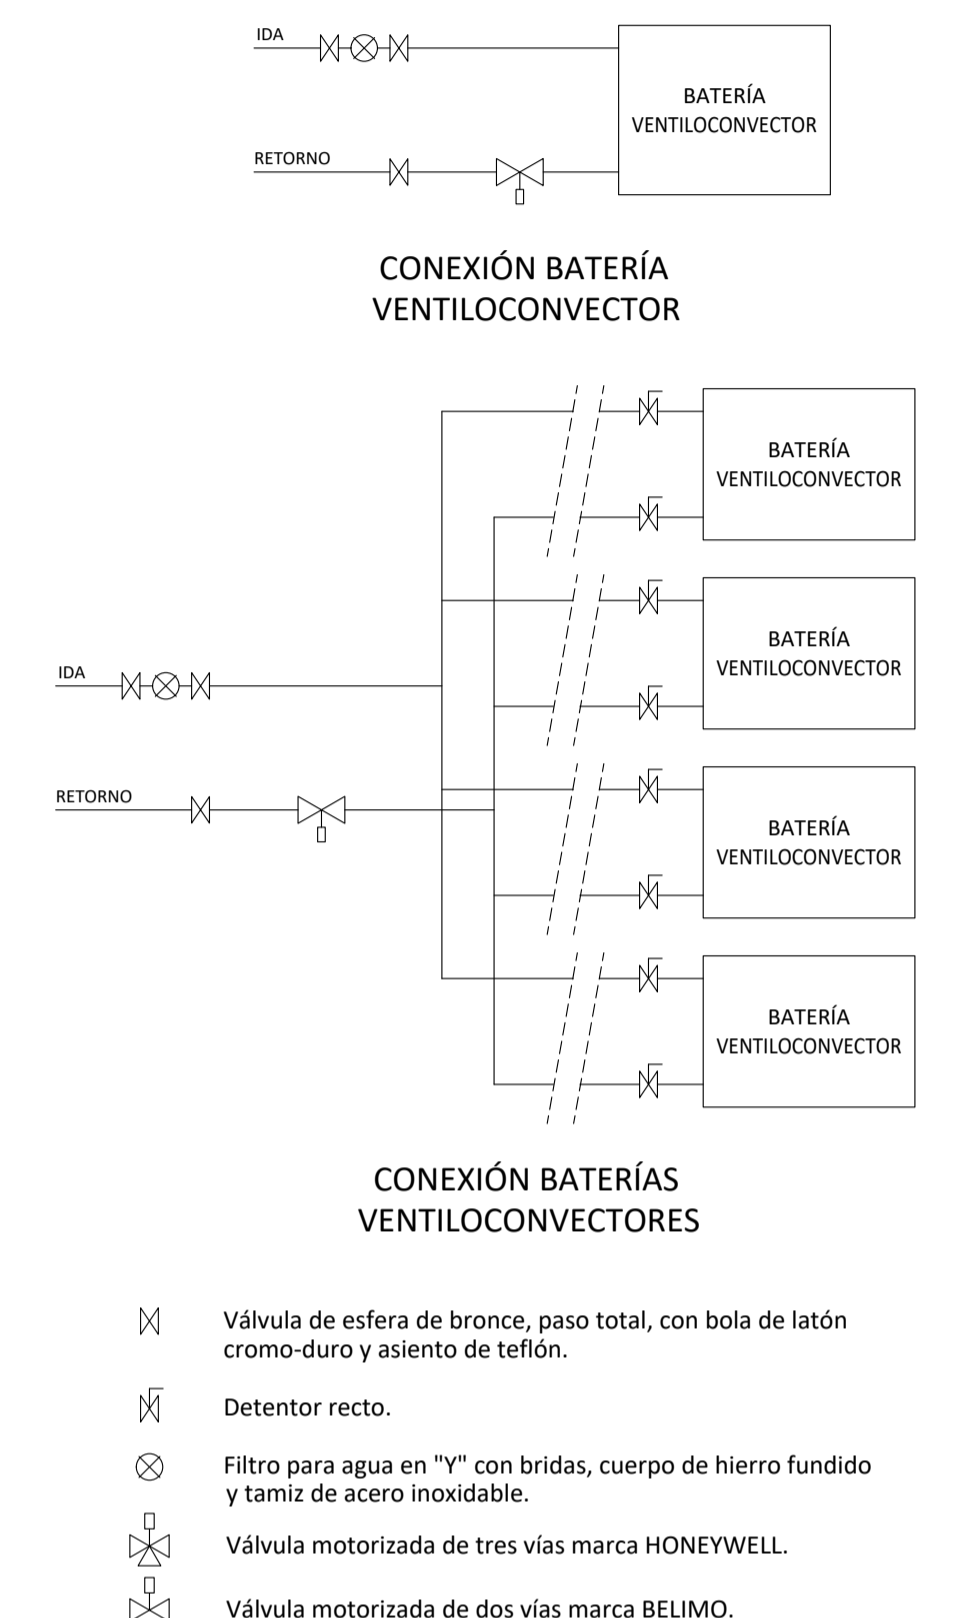 IDA
BATERÍA
VENTILOCONVECTOR
RETORNO
CONEXIÓN BATERÍA
VENTILOCONVECTOR
BATERÍA
VENTILOCONVECTOR
BATERÍA
VENTILOCONVECTOR
IDA
RETORNO
BATERÍA
VENTILOCONVECTOR
BATERÍA
VENTILOCONVECTOR
CONEXIÓN BATERÍAS
VENTILOCONVECTORES
Válvula de esfera de bronce, paso total, con bola de latón
cromo-duro y asiento de teflón.
Detentor recto.
Filtro para agua en "Y" con bridas, cuerpo de hierro fundido
y tamiz de acero inoxidable.
Válvula motorizada de tres vías marca HONEYWELL.
Válvula motorizada de dos vías marca BELIMO.